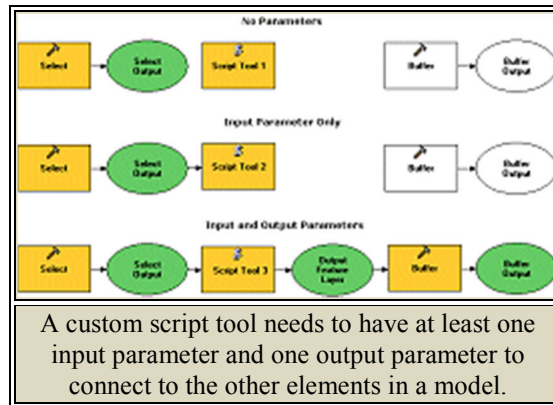 No Parameters
Select
Select
Output
Script Tool 1
Buffer
Buffer
Output
Input Parameter Only
Select
Select
Output
Script Tool 2
Buffer
Buffer
Output
Input and Output Parameters
Select
Select
Output
Script Tool 3
Output
Feature
Layer
Buffer
Buffer
Output
A custom script tool needs to have at least one
input parameter and one output parameter to
connect to the other elements in a model.